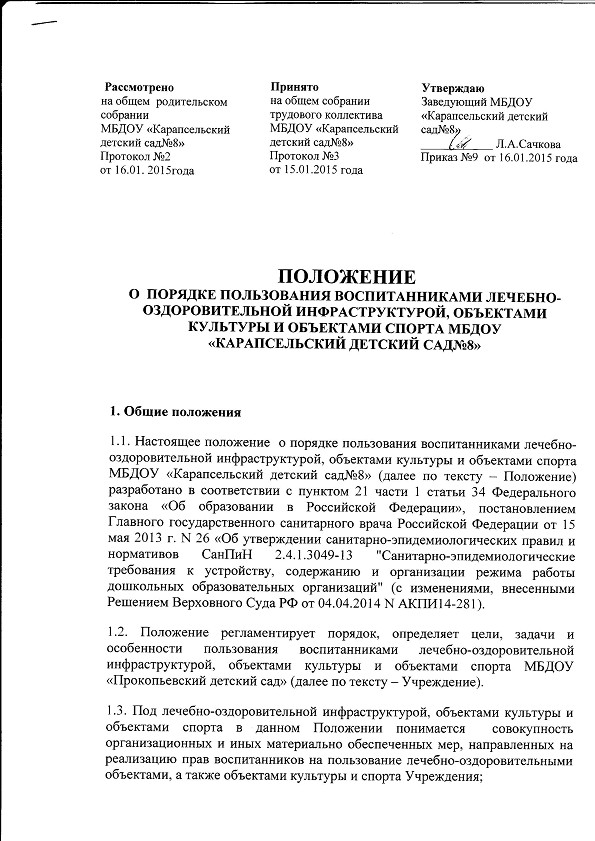 Рассмотрено
на общем родительском
собрании
МБДОУ «Карапсельский
детский сад№8»
Протокол №2
от 16.01. 2015года
Принято
на общем собрании
трудового коллектива
МБДОУ «Карапсельский
детский сад№8»
Протокол №3
от 15.01.2015 года
Утверждаю
Заведующий МБДОУ
«Карапсельский детский
сад№8»
____________ Л.А.Сачкова
Приказ №9 от 16.01.2015 года
ПОЛОЖЕНИЕ
О ПОРЯДКЕ ПОЛЬЗОВАНИЯ ВОСПИТАННИКАМИ ЛЕЧЕБНО-
ОЗДОРОВИТЕЛЬНОЙ ИНФРАСТРУКТУРОЙ, ОБЪЕКТАМИ
КУЛЬТУРЫ И ОБЪЕКТАМИ СПОРТА МБДОУ
«КАРАПСЕЛЬСКИЙ ДЕТСКИЙ САД№8»
1. Общие положения
1.1. Настоящее положение о порядке пользования воспитанниками лечебно-
оздоровительной инфраструктурой, объектами культуры и объектами спорта
МБДОУ «Карапсельский детский сад№8» (далее по тексту – Положение)
разработано в соответствии с пунктом 21 части 1 статьи 34 Федерального
закона «Об образовании в Российской Федерации», постановлением
Главного государственного санитарного врача Российской Федерации от 15
мая 2013 г. N 26 «Об утверждении санитарно-эпидемиологических правил и
нормативов СанПиН 2.4.1.3049-13 "Санитарно-эпидемиологические
требования к устройству, содержанию и организации режима работы
дошкольных образовательных организаций" (с изменениями, внесенными
Решением Верховного Суда РФ от 04.04.2014 N АКПИ14-281).
1.2. Положение регламентирует порядок, определяет цели, задачи и
особенности пользования воспитанниками лечебно-оздоровительной
инфраструктурой, объектами культуры и объектами спорта МБДОУ
«Прокопьевский детский сад» (далее по тексту – Учреждение).
1.3. Под лечебно-оздоровительной инфраструктурой, объектами культуры и
объектами спорта в данном Положении понимается совокупность
организационных и иных материально обеспеченных мер, направленных на
реализацию прав воспитанников на пользование лечебно-оздоровительными
объектами, а также объектами культуры и спорта Учреждения;